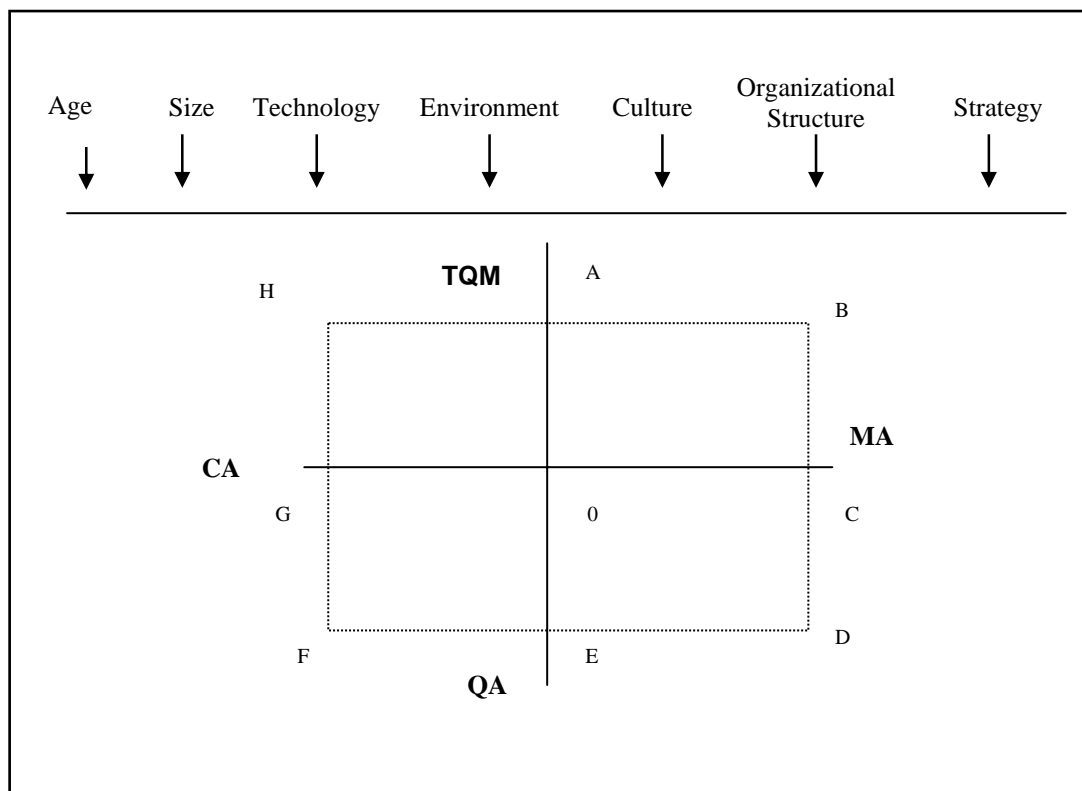 Age
Size
Technology
Environment
Culture
Organizational
Structure
Strategy
TQM
A
H
B
MA
CA
G
0
C
F
E
D
QA